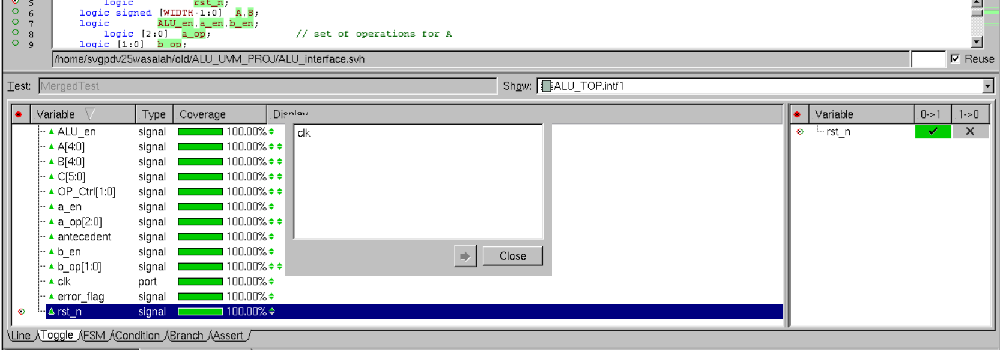 5 logic rst_n;
6 logic signed [WIDTH-1:0] A,B;
7 logic ALU_en,a_en,b_en;
8 logic [2:0] a_op; // set of operations for A
9 logic [1:0] b_op;
/home/svgpdv25wasalah/old/ALU_UVM_PROJ/ALU_interface.svh
Reuse
Test: MergedTest Show: ALU_TOP.intf1
Variable Type Coverage Display
ALU_en signal 100.00%
A[4:0] signal 100.00%
B[4:0] signal 100.00%
C[5:0] signal 100.00%
OP_Ctrl[1:0] signal 100.00%
a_en signal 100.00%
a_op[2:0] signal 100.00%
antecedent signal 100.00%
b_en signal 100.00%
b_op[1:0] signal 100.00%
clk port 100.00%
error_flag signal 100.00%
rst_n signal 100.00%
clk
Close
Variable 0->1 1->0
rst_n
Line Toggle FSM Condition Branch Assert